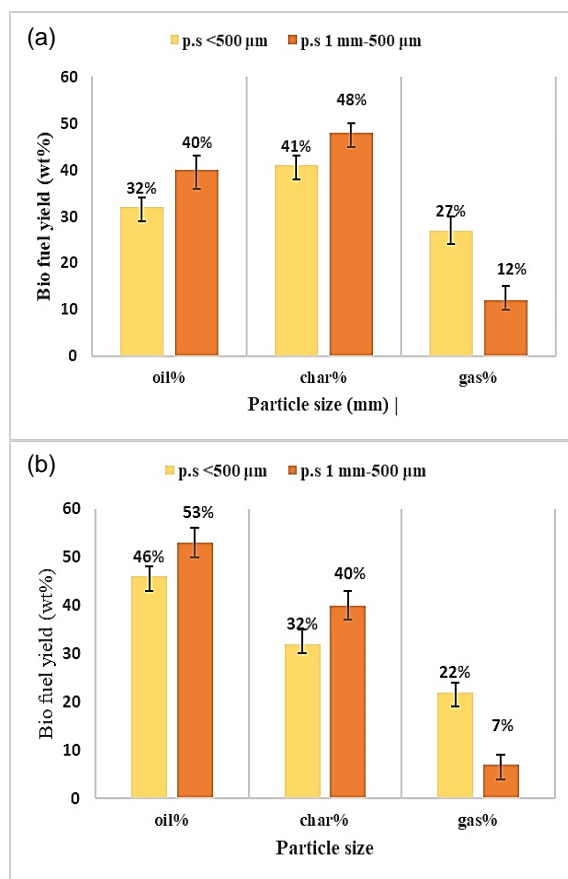 (a)
p.s <500 µm
p.s 1 mm-500 µm
Bio fuel yield (wt%)
60
50
40
30
20
10
0
32%
40%
41%
48%
27%
12%
oil%
char%
gas%
Particle size (mm) |
(b)
p.s <500 µm
p.s 1 mm-500 µm
Bio fuel yield (wt%)
60
50
40
30
20
10
0
46%
53%
32%
40%
22%
7%
oil%
char%
gas%
Particle size